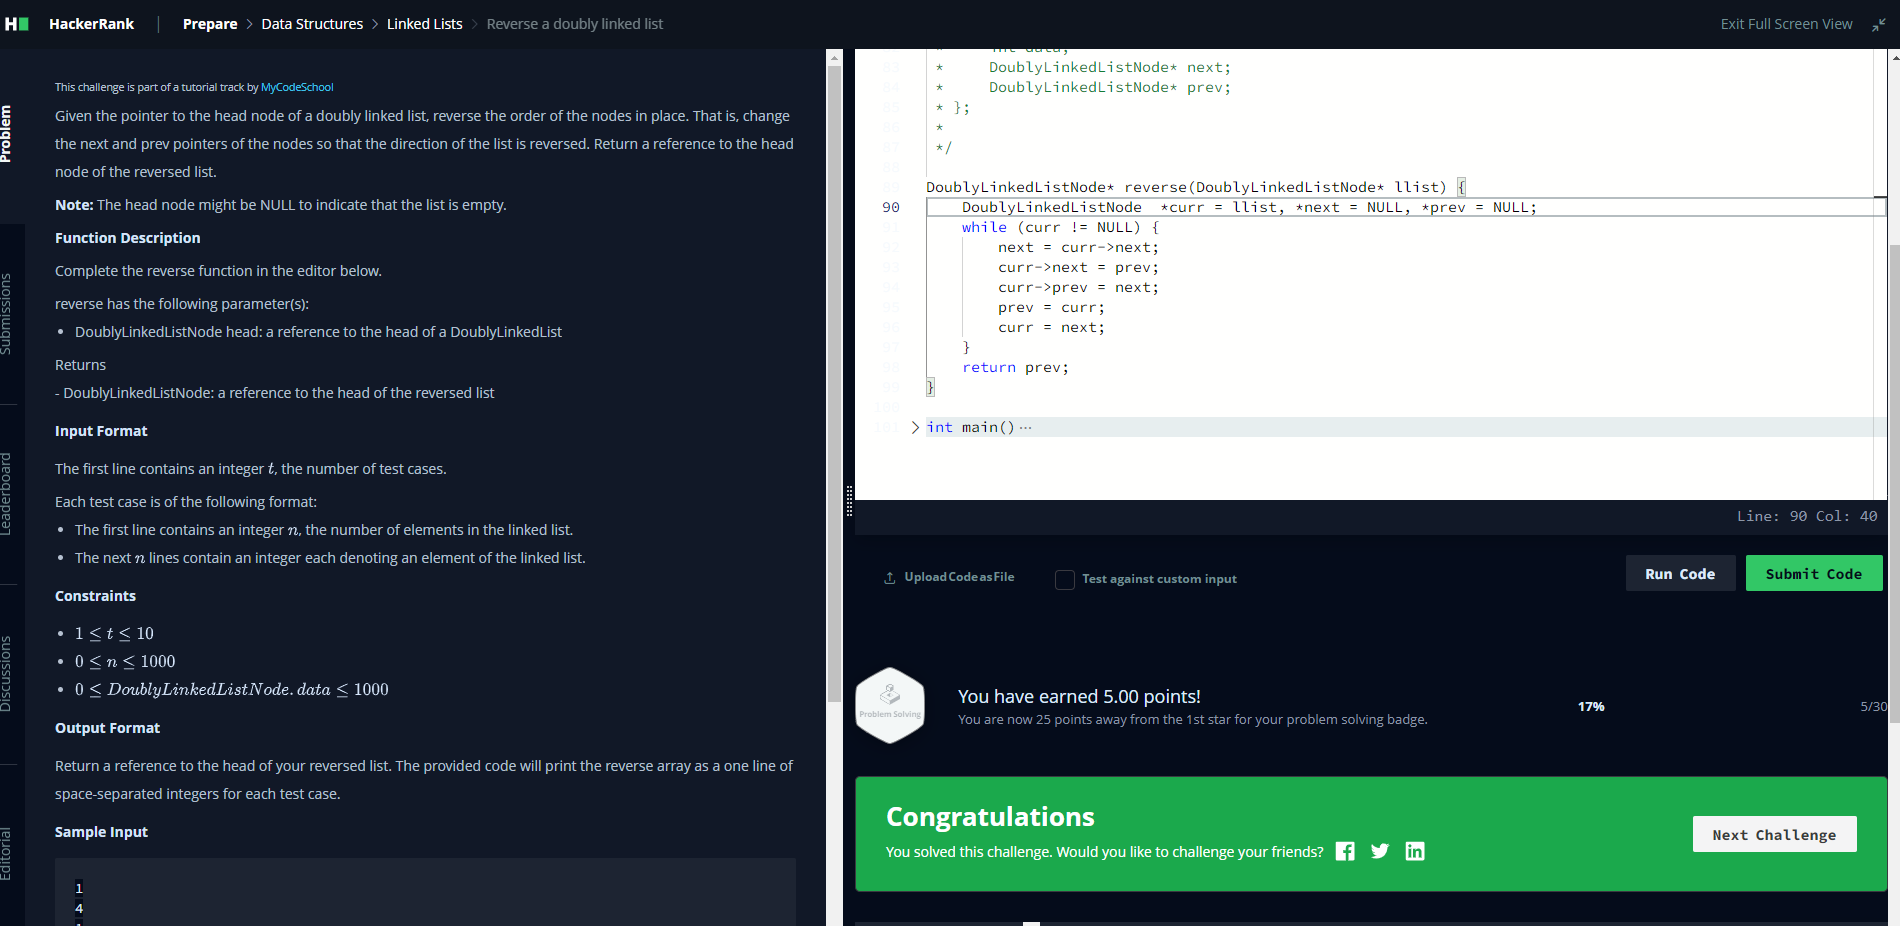 HackerRank | Prepare > Data Structures > Linked Lists > Reverse a doubly linked list
Exit Full Screen View
Problem
Submissions
Leaderboard
Discussions
Editorial
This challenge is part of a tutorial track by MyCodeSchool
Given the pointer to the head node of a doubly linked list, reverse the order of the nodes in place. That is, change
the next and prev pointers of the nodes so that the direction of the list is reversed. Return a reference to the head
node of the reversed list.
Note: The head node might be NULL to indicate that the list is empty.
Function Description
Complete the reverse function in the editor below.
reverse has the following parameter(s):
• DoublyLinkedListNode head: a reference to the head of a DoublyLinkedList
Returns
- DoublyLinkedListNode: a reference to the head of the reversed list
Input Format
The first line contains an integer t, the number of test cases.
Each test case is of the following format:
• The first line contains an integer n, the number of elements in the linked list.
• The next n lines contain an integer each denoting an element of the linked list.
Constraints
• 1 ≤ t ≤ 10
• 0 ≤ n ≤ 1000
• 0 ≤ DoublyLinkedListNode.data ≤ 1000
Output Format
Return a reference to the head of your reversed list. The provided code will print the reverse array as a one line of
space-separated integers for each test case.
Sample Input
1
4
* int data;
83 * DoublyLinkedListNode* next;
84 * DoublyLinkedListNode* prev;
85 * };
86 *
87 */
88
89 DoublyLinkedListNode* reverse(DoublyLinkedListNode* llist) {
90 DoublyLinkedListNode *curr = llist, *next = NULL, *prev = NULL;
91 while (curr != NULL) {
92 next = curr->next;
93 curr->next = prev;
94 curr->prev = next;
95 prev = curr;
96 curr = next;
97 }
98 return prev;
99 }
100
101 > int main() ···
Line: 90 Col: 40
Upload Code as File
Test against custom input
Run Code
Submit Code
Problem Solving
You have earned 5.00 points!
You are now 25 points away from the 1st star for your problem solving badge.
17%
5/30
Congratulations
You solved this challenge. Would you like to challenge your friends?
Next Challenge